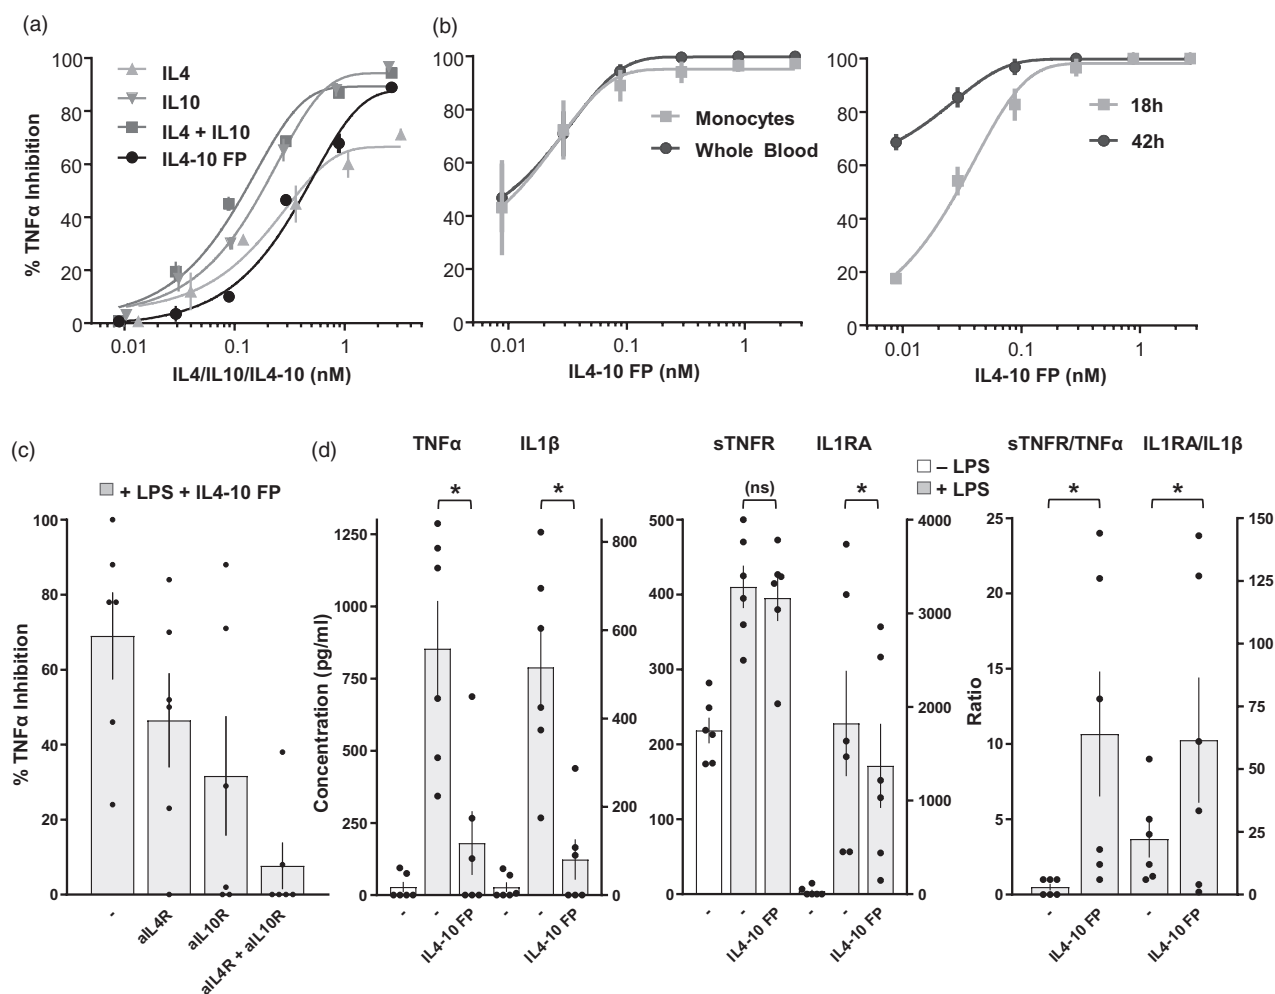 (a)
100
80
60
40
20
0
% TNFα Inhibition
IL4
IL10
IL4 + IL10
IL4-10 FP
0.01 0.1 1
IL4/IL10/IL4-10 (nM)
(b)
100
80
60
40
20
0
Monocytes
Whole Blood
0.01 0.1 1
IL4-10 FP (nM)
100
80
60
40
20
0
18h
42h
0.01 0.1 1
IL4-10 FP (nM)
(c)
+ LPS + IL4-10 FP
100
80
60
40
20
0
% TNFα Inhibition
-
aIL4R
aIL10R
aIL4R + aIL10R
(d)
TNFα IL1β
* *
1250
1000
750
500
250
0
Concentration (pg/ml)
800
600
400
200
0
- - IL4-10 FP - - IL4-10 FP
sTNFR IL1RA
(ns) *
– LPS
+ LPS
500
400
300
200
100
0
4000
3000
2000
1000
0
- - IL4-10 FP - - IL4-10 FP
sTNFR/TNFα IL1RA/IL1β
* *
25
20
15
10
5
0
Ratio
150
125
100
75
50
25
0
- IL4-10 FP - IL4-10 FP